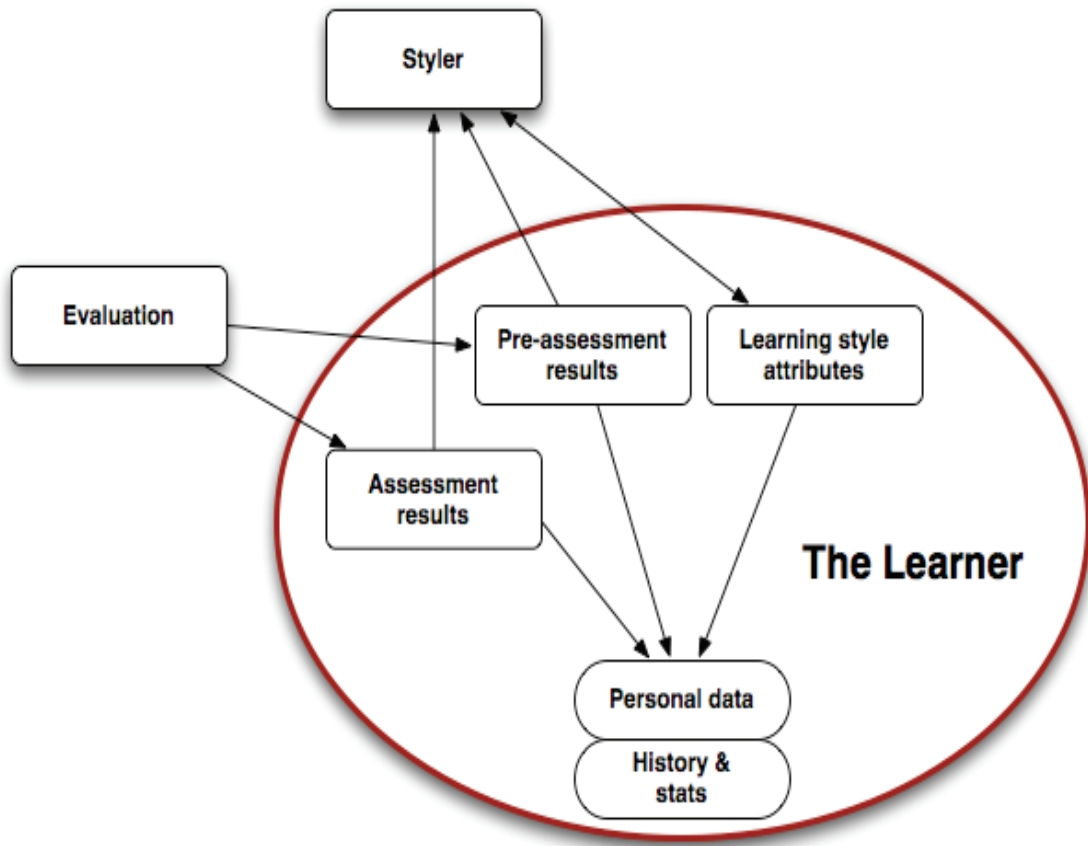 Styler
Evaluation
Pre-assessment
results
Learning style
attributes
Assessment
results
The Learner
Personal data
History &
stats